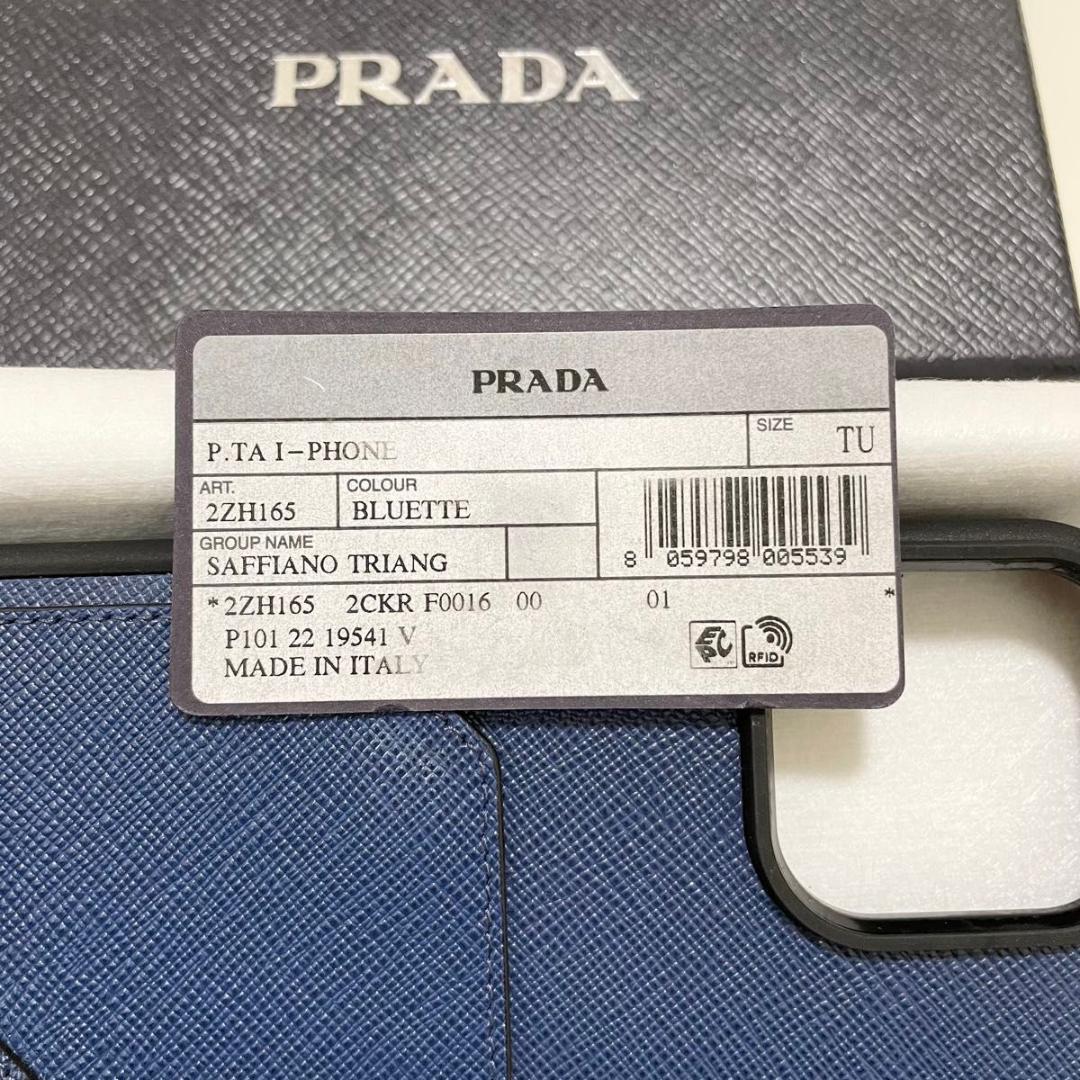 PRADA
PRADA
P.TA I-PHONE
SIZE TU
ART. 2ZH165
COLOUR BLUETTE
8 059798 005539
GROUP NAME
SAFFIANO TRIANG
*2ZH165 2CKR F0016 00 01 *
P101 22 19541 V
MADE IN ITALY
EPC
RFID